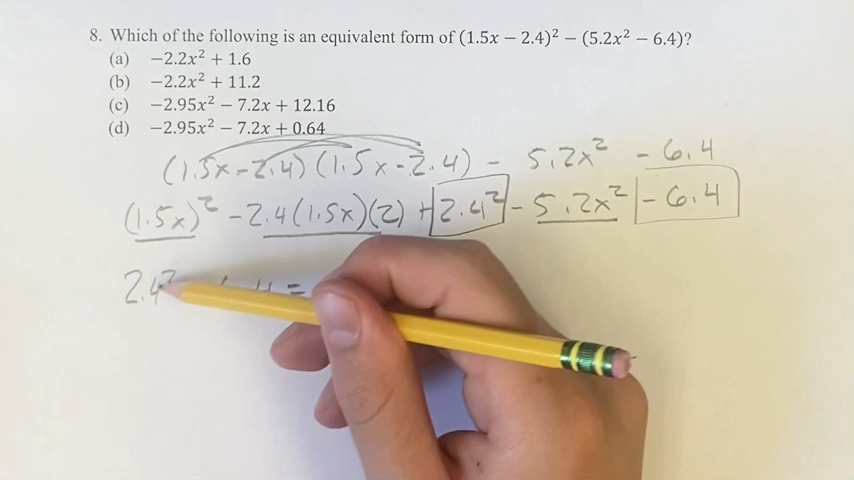 8. Which of the following is an equivalent form of (1.5x − 2.4)² − (5.2x² − 6.4)?
(a) −2.2x² + 1.6
(b) −2.2x² + 11.2
(c) −2.95x² − 7.2x + 12.16
(d) −2.95x² − 7.2x + 0.64
(1.5x-2.4)(1.5x-2.4) - 5.2x² - 6.4
(1.5x)² - 2.4(1.5x)(2) + 2.4² - 5.2x² - 6.4
2.4² =